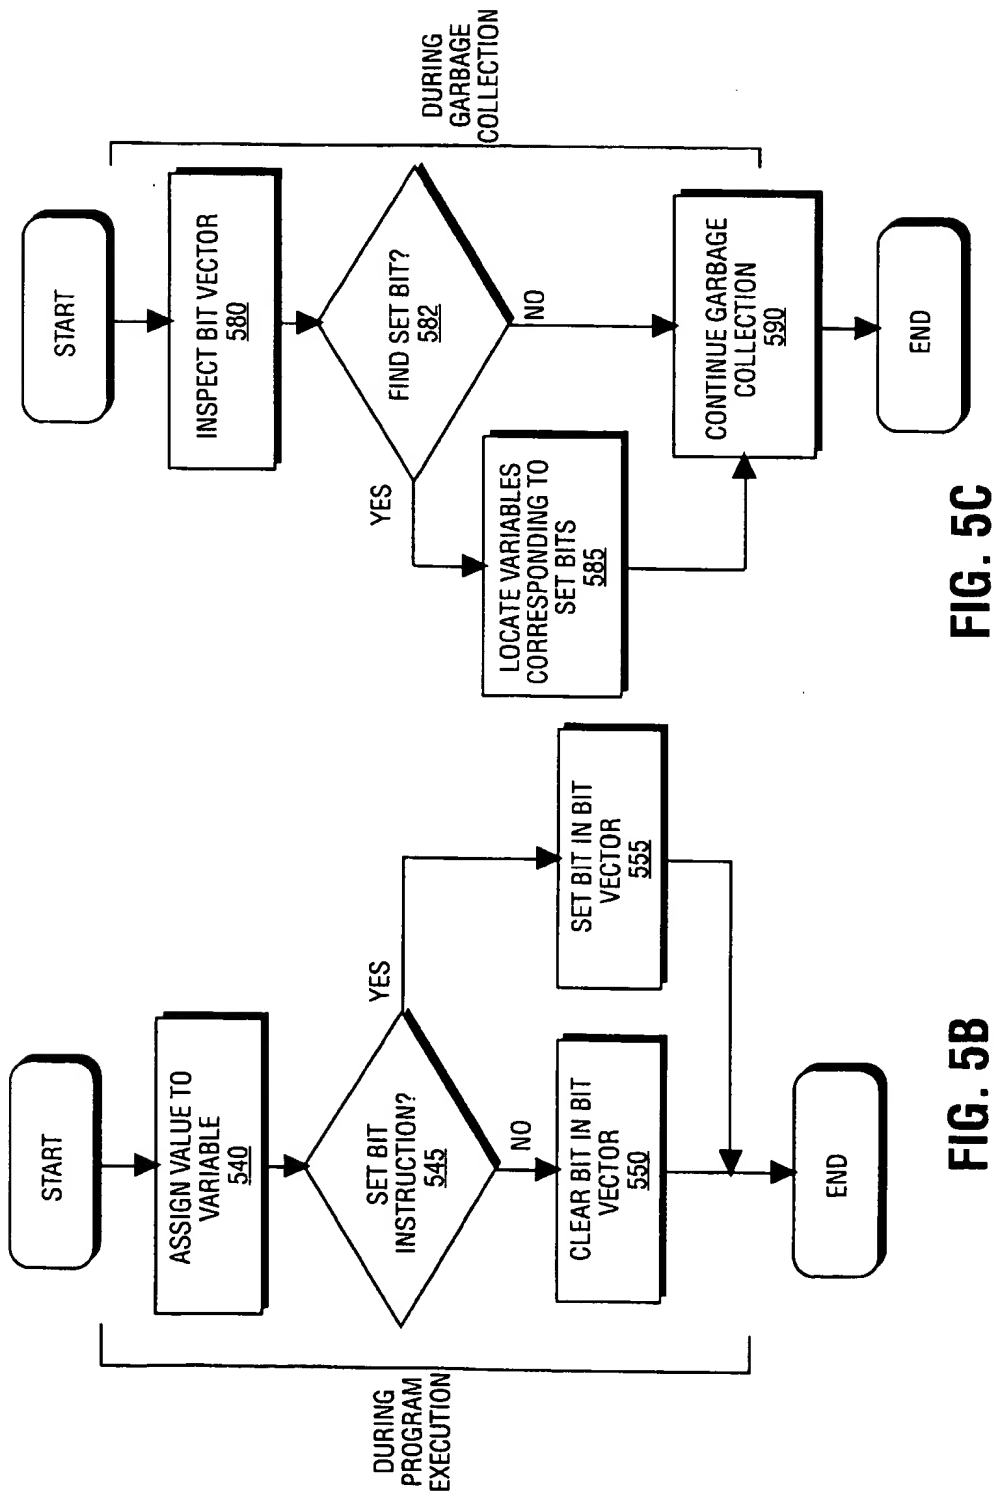 DURING
PROGRAM
EXECUTION
START
ASSIGN VALUE TO
VARIABLE
540
SET BIT
INSTRUCTION?
545
YES
NO
CLEAR BIT IN BIT
VECTOR
550
SET BIT IN BIT
VECTOR
555
END
FIG. 5B
START
INSPECT BIT VECTOR
580
FIND SET BIT?
582
YES
NO
LOCATE VARIABLES
CORRESPONDING TO
SET BITS
585
CONTINUE GARBAGE
COLLECTION
590
END
DURING
GARBAGE
COLLECTION
FIG. 5C